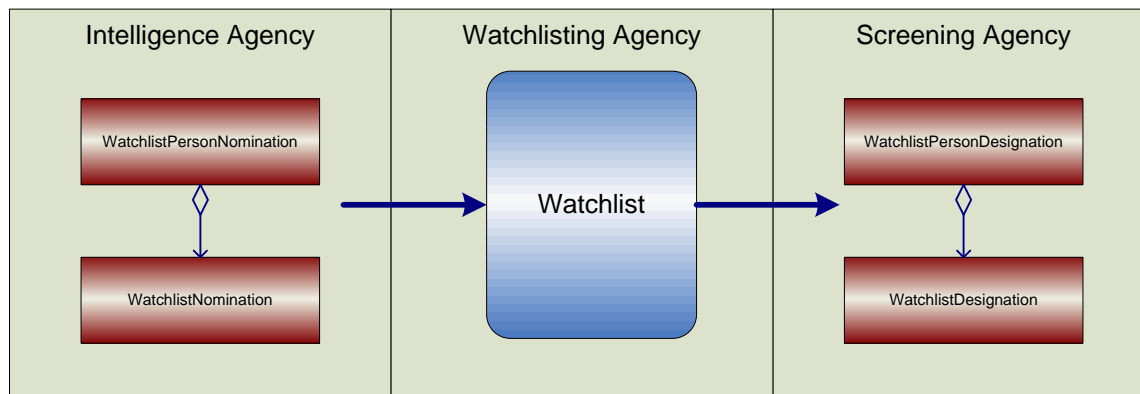 Intelligence Agency
Watchlisting Agency
Screening Agency
WatchlistPersonNomination
WatchlistPersonDesignation
Watchlist
WatchlistNomination
WatchlistDesignation